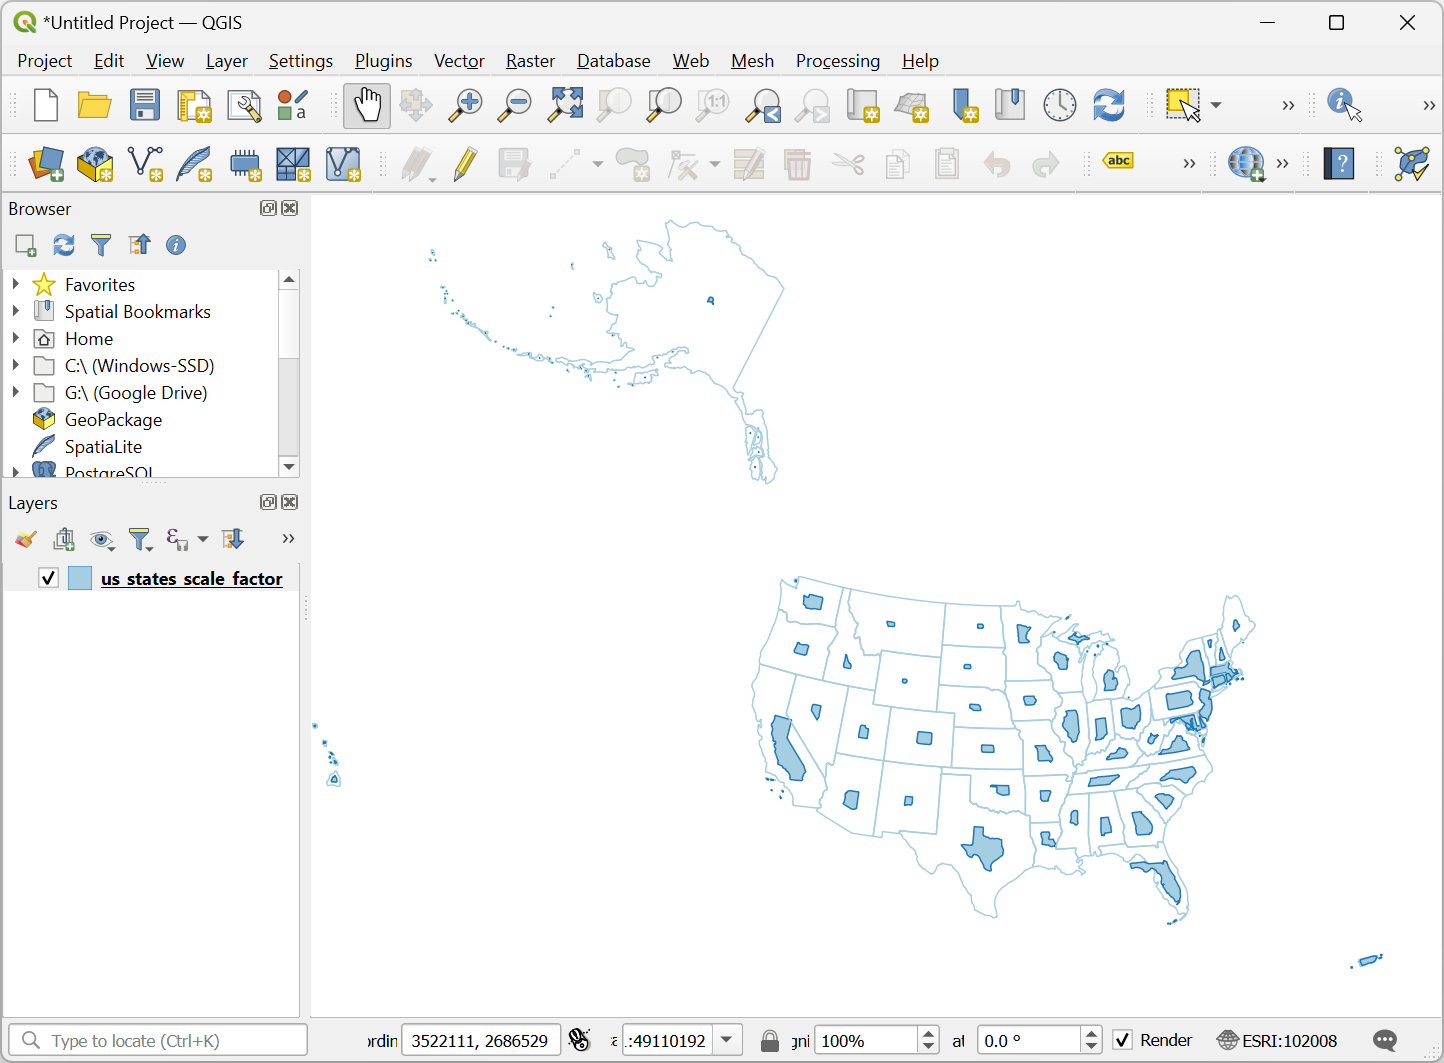 *Untitled Project — QGIS
Project Edit View Layer Settings Plugins Vector Raster Database Web Mesh Processing Help
a
1:1
abc
?
Browser
Favorites
Spatial Bookmarks
Home
C:\ (Windows-SSD)
G:\ (Google Drive)
GeoPackage
SpatiaLite
PostgreSQL
Layers
ε
us_states_scale_factor
Type to locate (Ctrl+K)
ordin 3522111, 2686529 .:49110192 gni 100% at 0.0 ° Render ESRI:102008